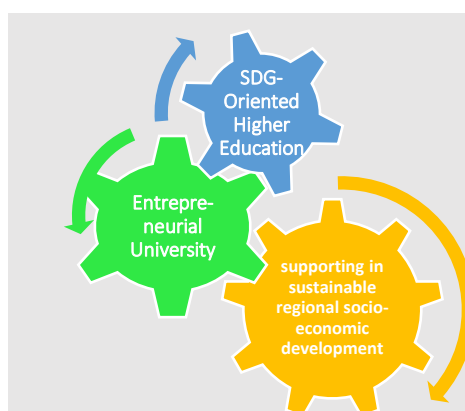 SDG-
Oriented
Higher
Education
Entrepre-
neurial
University
supporting in
sustainable
regional socio-
economic
development